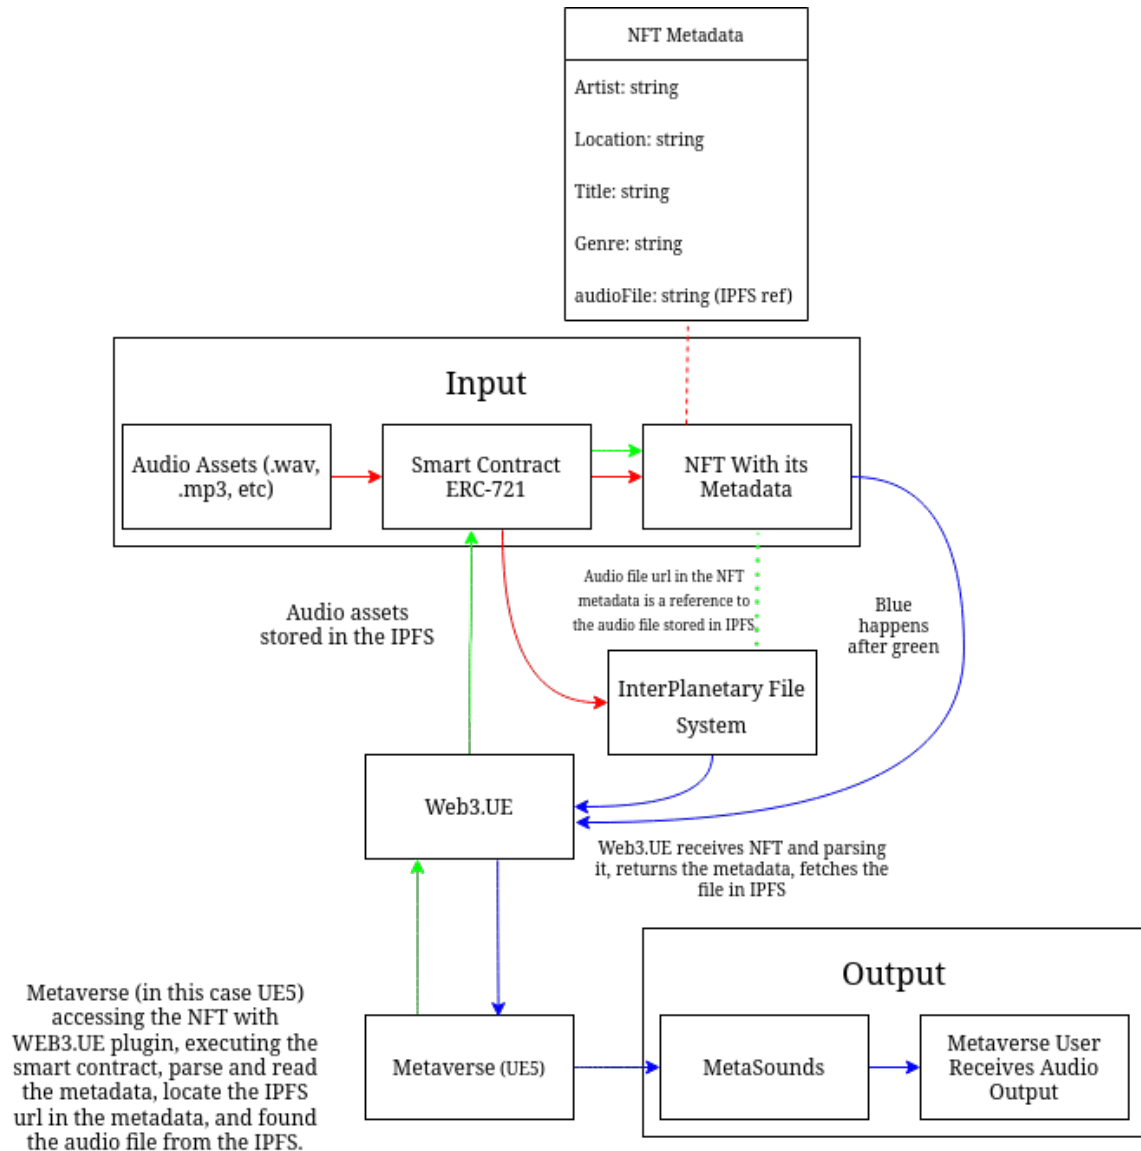 NFT Metadata
Artist: string
Location: string
Title: string
Genre: string
audioFile: string (IPFS ref)
Input
Audio Assets (.wav,
.mp3, etc)
Smart Contract
ERC-721
NFT With its
Metadata
Audio assets
stored in the IPFS
Audio file url in the NFT
metadata is a reference to
the audio file stored in IPFS
Blue
happens
after green
InterPlanetary File
System
Web3.UE
Web3.UE receives NFT and parsing
it, returns the metadata, fetches the
file in IPFS
Metaverse (in this case UE5)
accessing the NFT with
WEB3.UE plugin, executing the
smart contract, parse and read
the metadata, locate the IPFS
url in the metadata, and found
the audio file from the IPFS.
Metaverse (UE5)
Output
MetaSounds
Metaverse User
Receives Audio
Output